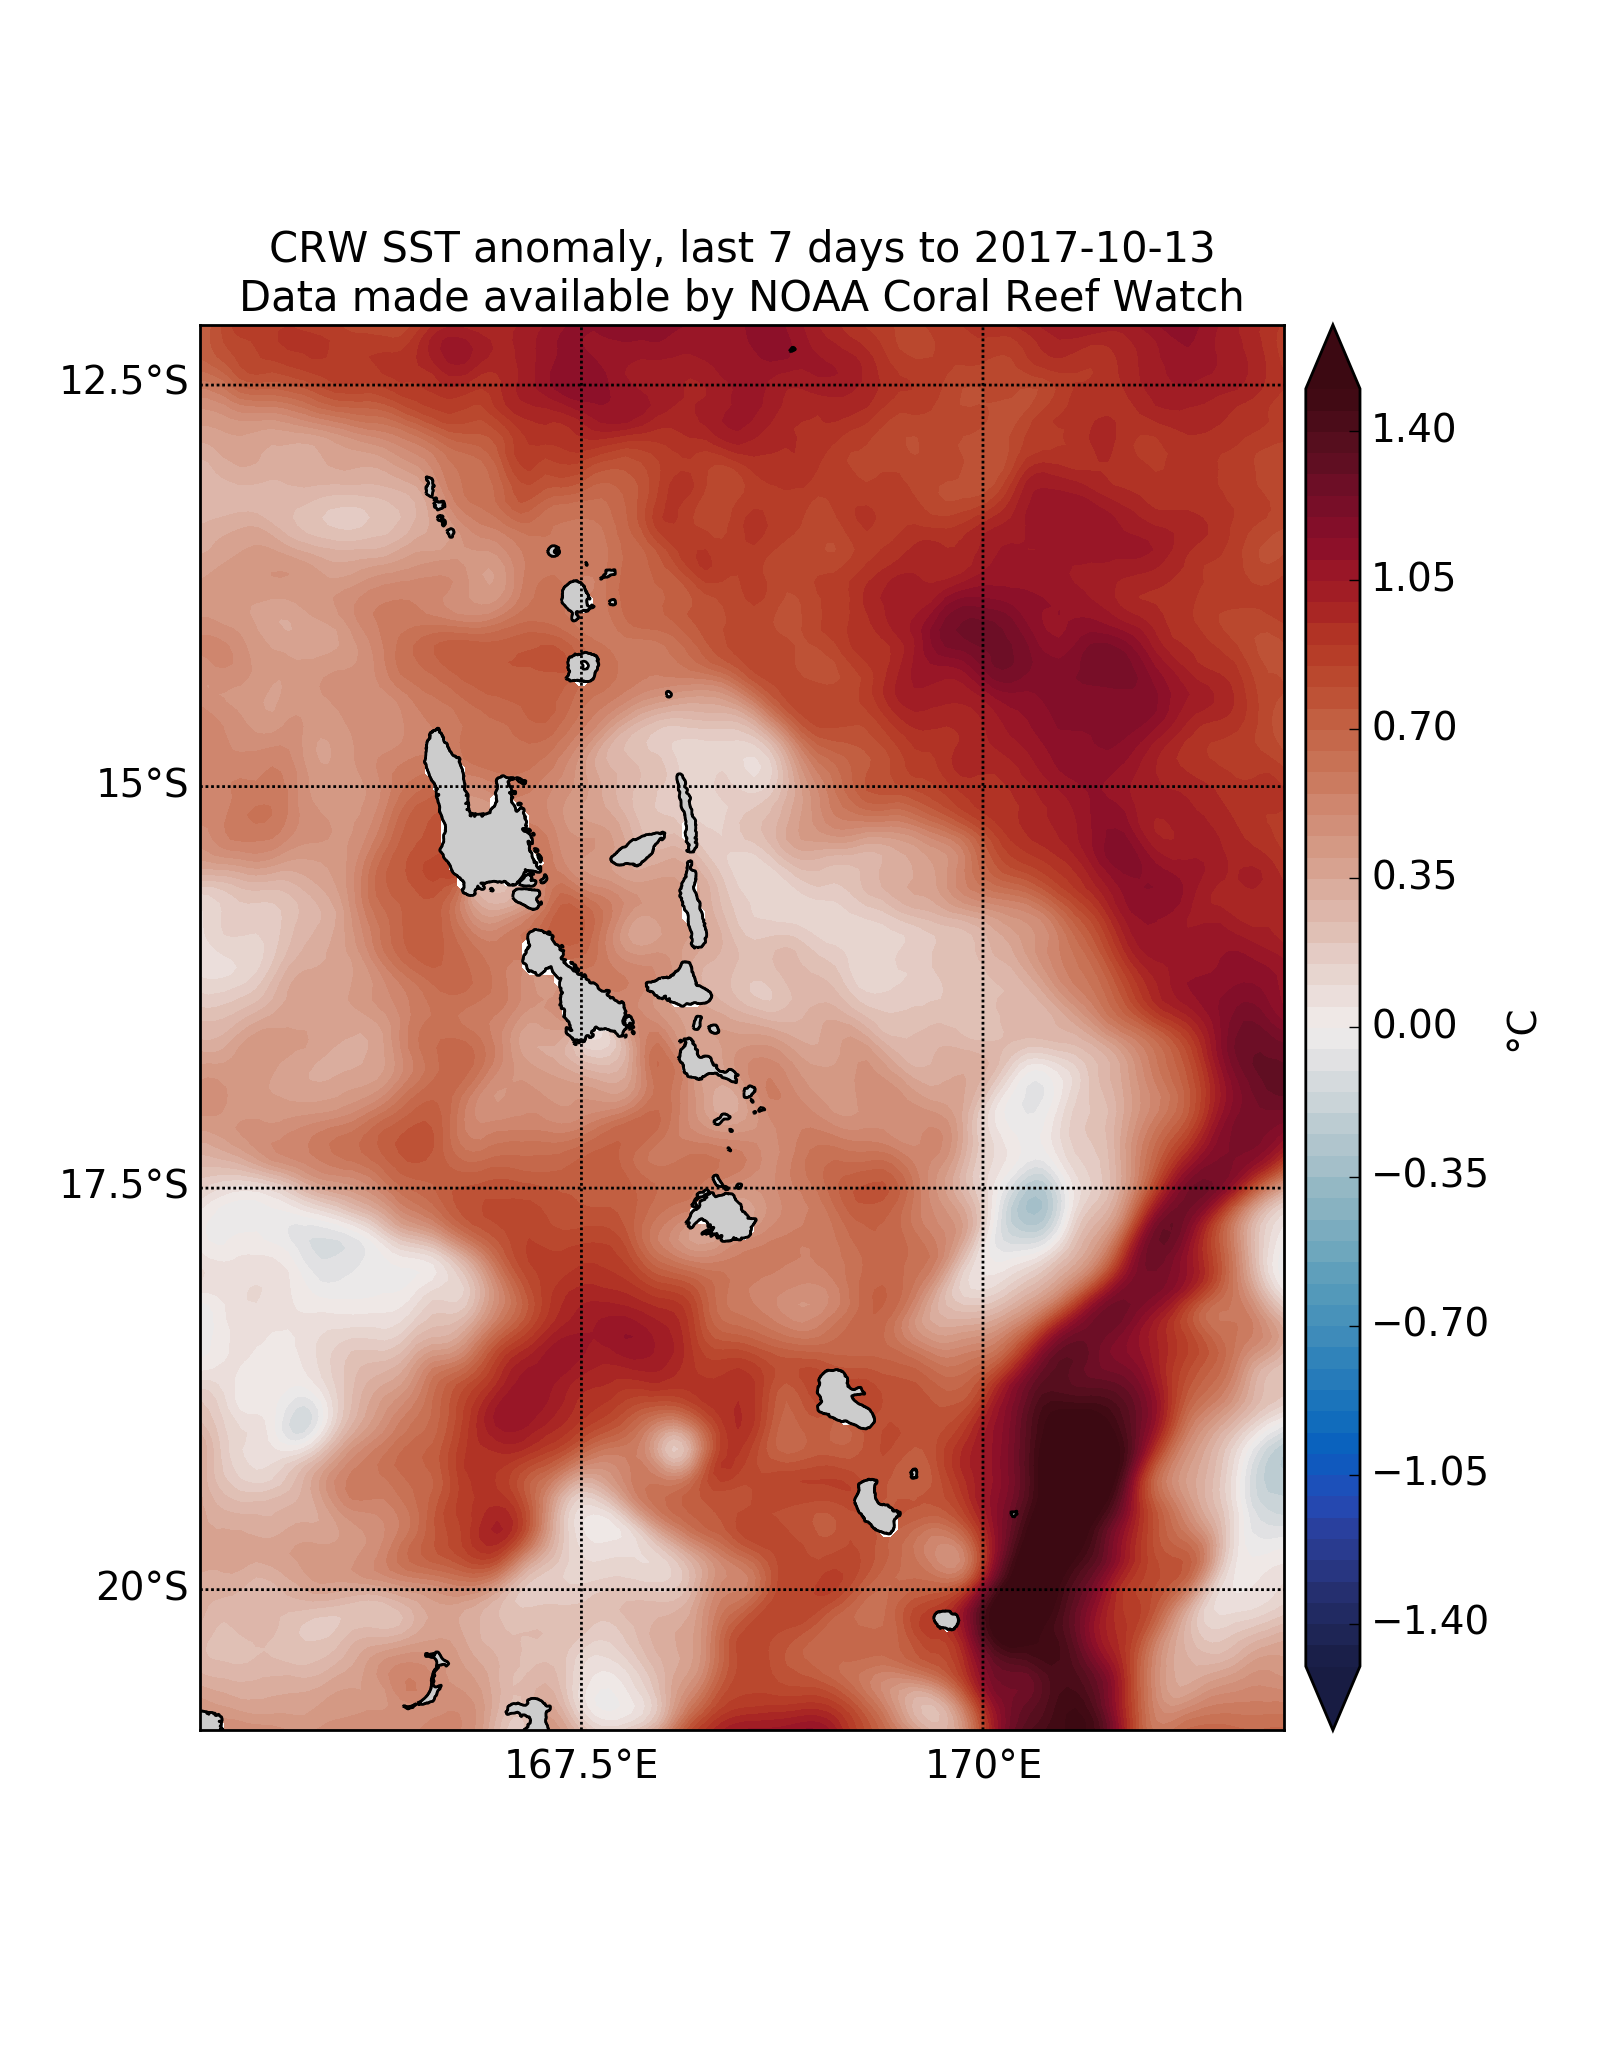 CRW SST anomaly, last 7 days to 2017-10-13
Data made available by NOAA Coral Reef Watch
12.5°S
15°S
17.5°S
20°S
167.5°E
170°E
1.40
1.05
0.70
0.35
0.00
−0.35
−0.70
−1.05
−1.40
°C